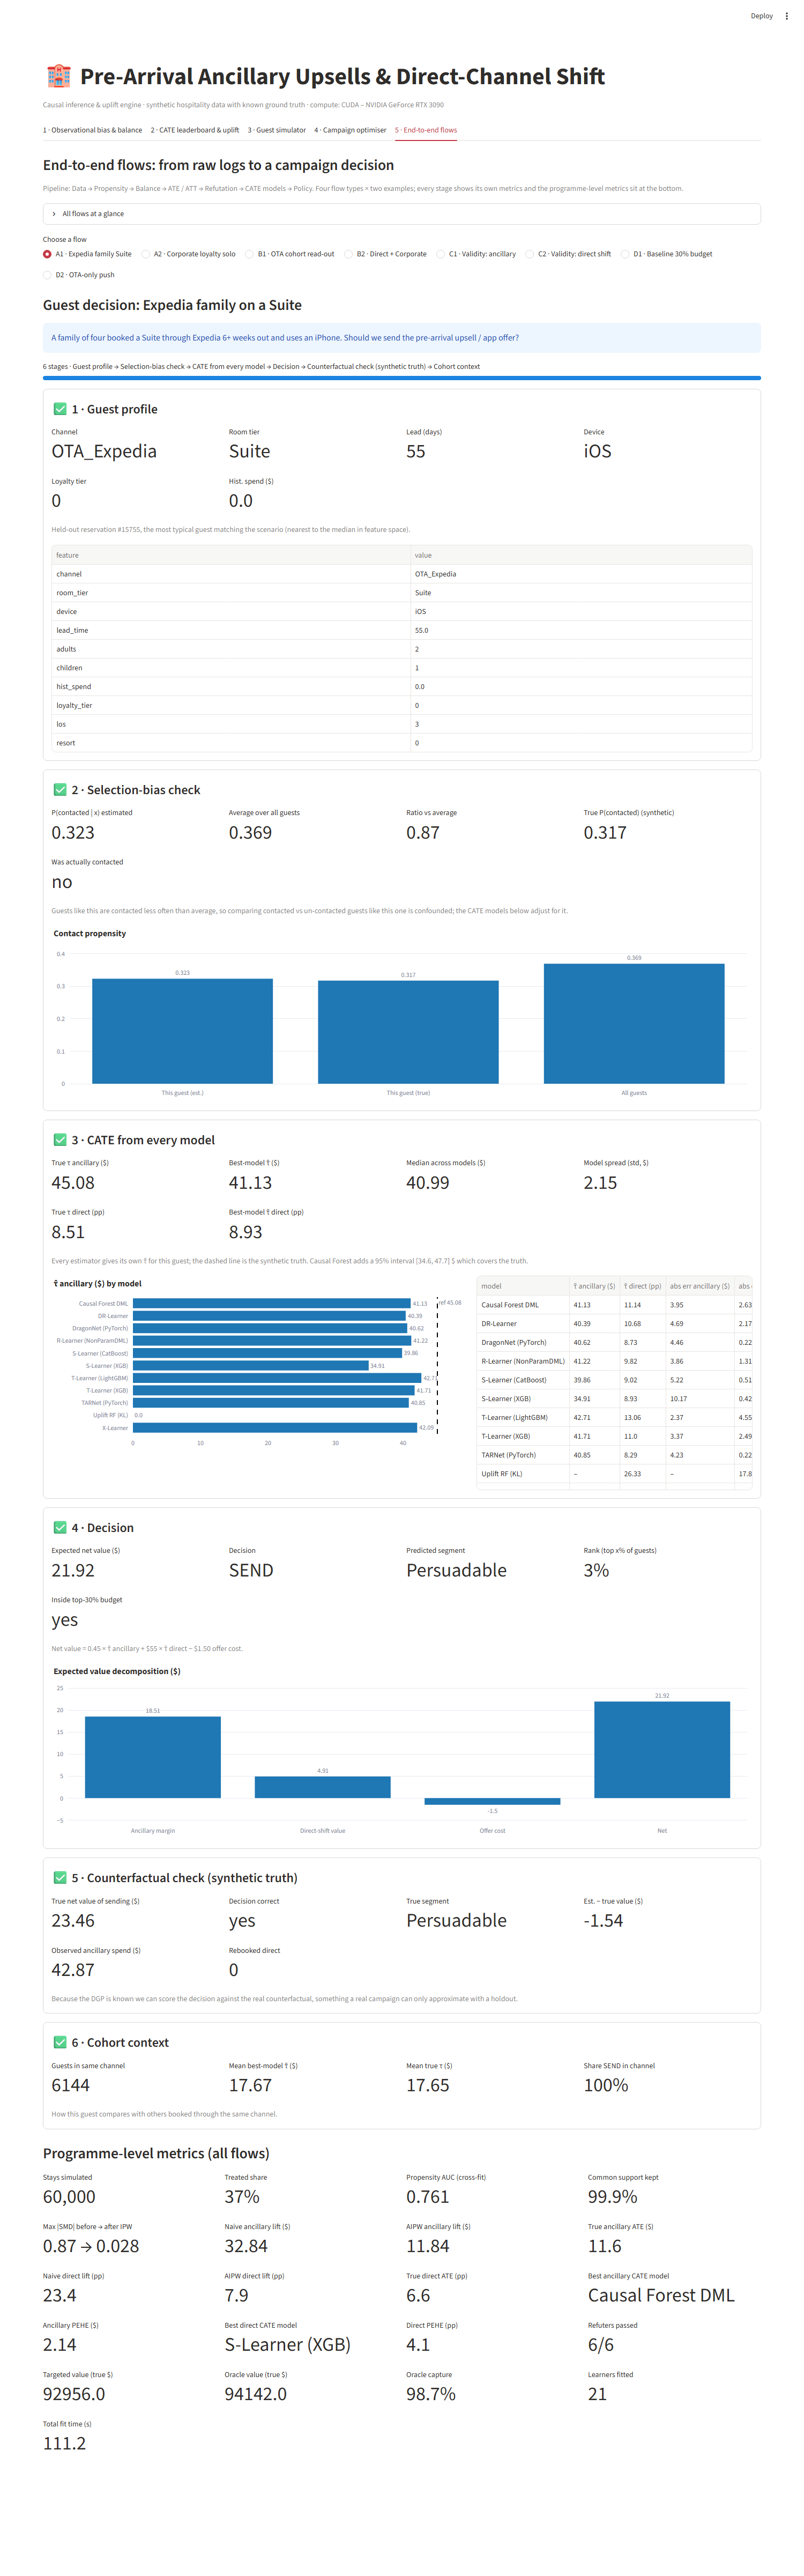 Deploy
Pre-Arrival Ancillary Upsells & Direct-Channel Shift
Causal inference & uplift engine · synthetic hospitality data with known ground truth · compute: CUDA – NVIDIA GeForce RTX 3090
1 · Observational bias & balance 2 · CATE leaderboard & uplift 3 · Guest simulator 4 · Campaign optimiser 5 · End-to-end flows
End-to-end flows: from raw logs to a campaign decision
Pipeline: Data → Propensity → Balance → ATE / ATT → Refutation → CATE models → Policy. Four flow types × two examples; every stage shows its own metrics and the programme-level metrics sit at the bottom.
All flows at a glance
Choose a flow
A1 · Expedia family Suite A2 · Corporate loyalty solo B1 · OTA cohort read-out B2 · Direct + Corporate C1 · Validity: ancillary C2 · Validity: direct shift D1 · Baseline 30% budget
D2 · OTA-only push
Guest decision: Expedia family on a Suite
A family of four booked a Suite through Expedia 6+ weeks out and uses an iPhone. Should we send the pre-arrival upsell / app offer?
6 stages · Guest profile → Selection-bias check → CATE from every model → Decision → Counterfactual check (synthetic truth) → Cohort context
1 · Guest profile
Channel Room tier Lead (days) Device
OTA_Expedia Suite 55 iOS
Loyalty tier Hist. spend ($)
0 0.0
Held-out reservation #15755, the most typical guest matching the scenario (nearest to the median in feature space).
feature value
channel OTA_Expedia
room_tier Suite
device iOS
lead_time 55.0
adults 2
children 1
hist_spend 0.0
loyalty_tier 0
los 3
resort 0
2 · Selection-bias check
P(contacted | x) estimated Average over all guests Ratio vs average True P(contacted) (synthetic)
0.323 0.369 0.87 0.317
Was actually contacted
no
Guests like this are contacted less often than average, so comparing contacted vs un-contacted guests like this one is confounded; the CATE models below adjust for it.
Contact propensity
0.4
0.3
0.2
0.1
0
0.323 0.317 0.369
This guest (est.) This guest (true) All guests
3 · CATE from every model
True τ ancillary ($) Best-model τ̂ ($) Median across models ($) Model spread (std, $)
45.08 41.13 40.99 2.15
True τ direct (pp) Best-model τ̂ direct (pp)
8.51 8.93
Every estimator gives its own τ̂ for this guest; the dashed line is the synthetic truth. Causal Forest adds a 95% interval [34.6, 47.7] $ which covers the truth.
τ̂ ancillary ($) by model
Causal Forest DML 41.13 ref 45.08
DR-Learner 40.39
DragonNet (PyTorch) 40.62
R-Learner (NonParamDML) 41.22
S-Learner (CatBoost) 39.86
S-Learner (XGB) 34.91
T-Learner (LightGBM) 42.71
T-Learner (XGB) 41.71
TARNet (PyTorch) 40.85
Uplift RF (KL) 0.0
X-Learner 42.09
0 10 20 30 40
model τ̂ ancillary ($) τ̂ direct (pp) abs err ancillary ($) abs
Causal Forest DML 41.13 11.14 3.95 2.63
DR-Learner 40.39 10.68 4.69 2.17
DragonNet (PyTorch) 40.62 8.73 4.46 0.22
R-Learner (NonParamDML) 41.22 9.82 3.86 1.31
S-Learner (CatBoost) 39.86 9.02 5.22 0.51
S-Learner (XGB) 34.91 8.93 10.17 0.42
T-Learner (LightGBM) 42.71 13.06 2.37 4.55
T-Learner (XGB) 41.71 11.0 3.37 2.49
TARNet (PyTorch) 40.85 8.29 4.23 0.22
Uplift RF (KL) – 26.33 – 17.8
4 · Decision
Expected net value ($) Decision Predicted segment Rank (top x% of guests)
21.92 SEND Persuadable 3%
Inside top-30% budget
yes
Net value = 0.45 × τ̂ ancillary + $55 × τ̂ direct − $1.50 offer cost.
Expected value decomposition ($)
25
20
15
10
5
0
−5
18.51 4.91 -1.5 21.92
Ancillary margin Direct-shift value Offer cost Net
5 · Counterfactual check (synthetic truth)
True net value of sending ($) Decision correct True segment Est. − true value ($)
23.46 yes Persuadable -1.54
Observed ancillary spend ($) Rebooked direct
42.87 0
Because the DGP is known we can score the decision against the real counterfactual, something a real campaign can only approximate with a holdout.
6 · Cohort context
Guests in same channel Mean best-model τ̂ ($) Mean true τ ($) Share SEND in channel
6144 17.67 17.65 100%
How this guest compares with others booked through the same channel.
Programme-level metrics (all flows)
Stays simulated Treated share Propensity AUC (cross-fit) Common support kept
60,000 37% 0.761 99.9%
Max |SMD| before → after IPW Naive ancillary lift ($) AIPW ancillary lift ($) True ancillary ATE ($)
0.87 → 0.028 32.84 11.84 11.6
Naive direct lift (pp) AIPW direct lift (pp) True direct ATE (pp) Best ancillary CATE model
23.4 7.9 6.6 Causal Forest DML
Ancillary PEHE ($) Best direct CATE model Direct PEHE (pp) Refuters passed
2.14 S-Learner (XGB) 4.1 6/6
Targeted value (true $) Oracle value (true $) Oracle capture Learners fitted
92956.0 94142.0 98.7% 21
Total fit time (s)
111.2